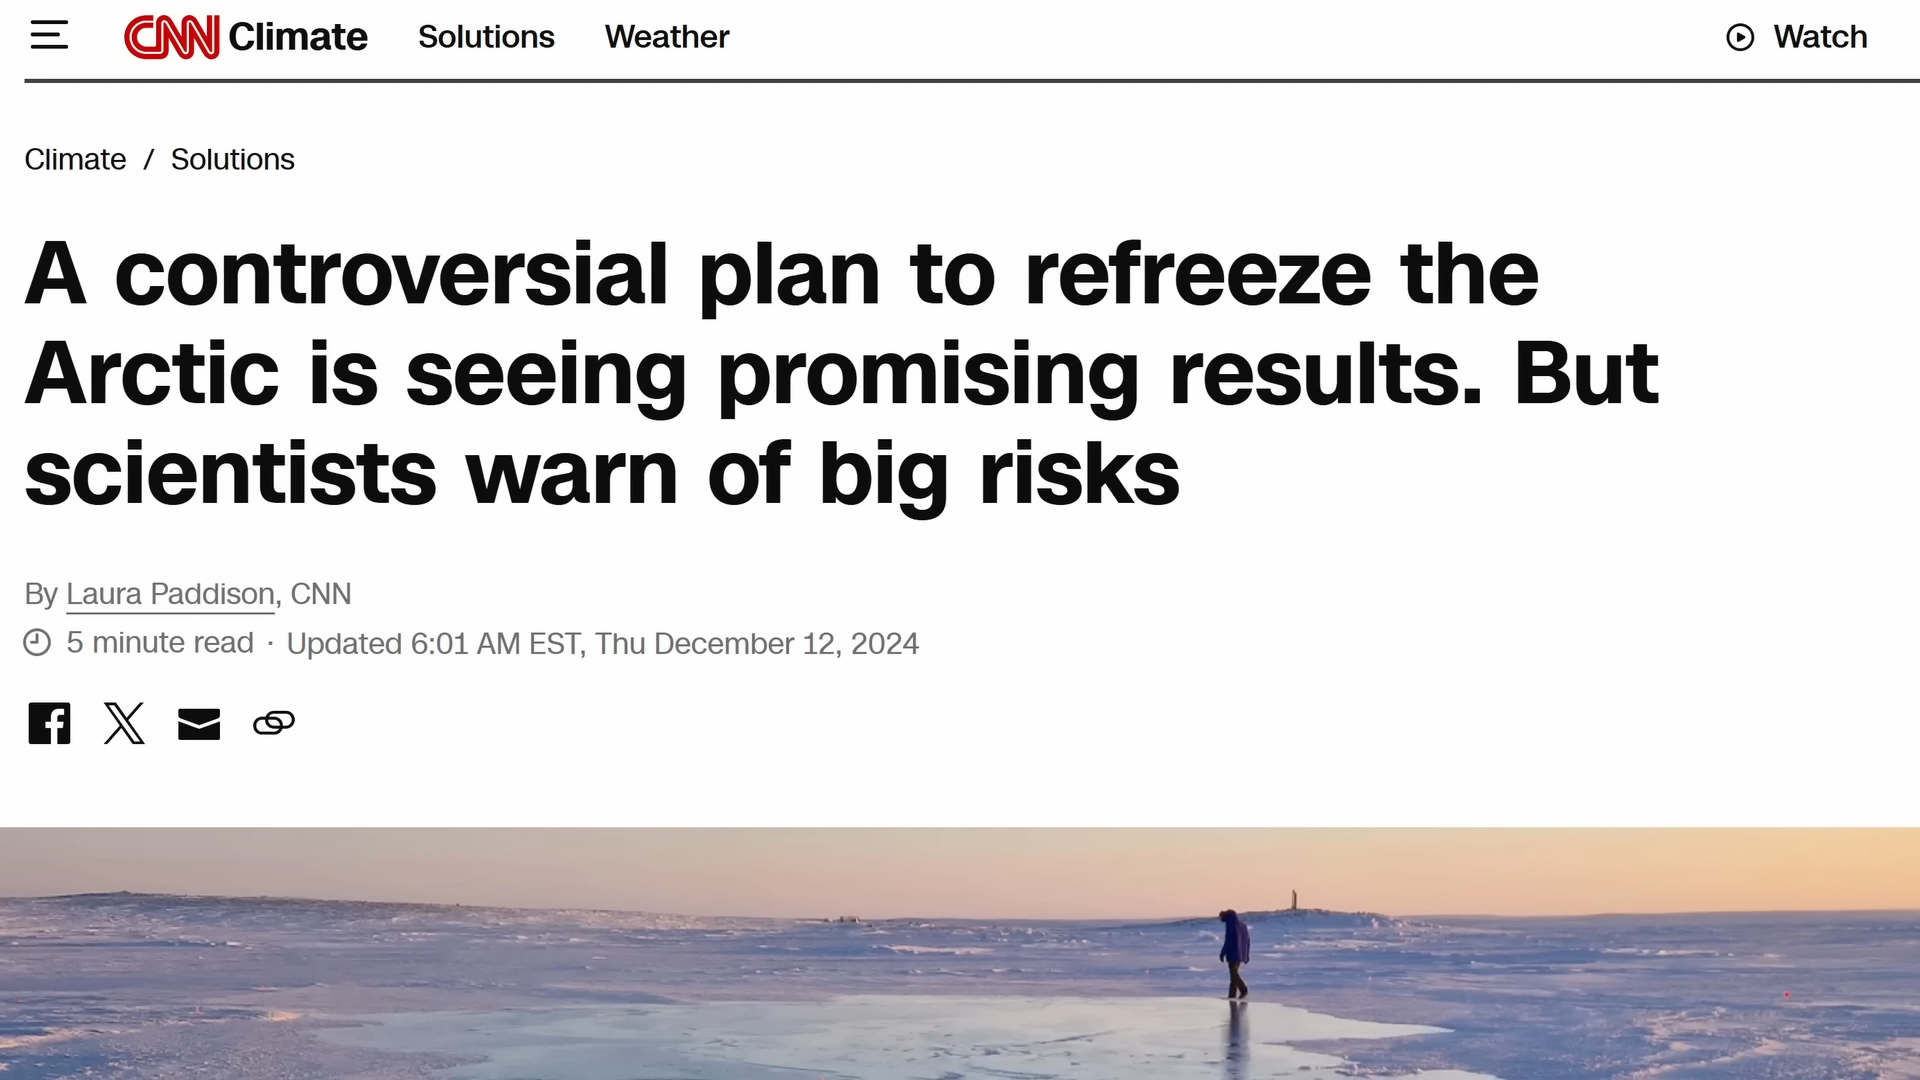 CNN Climate Solutions Weather Watch
Climate / Solutions
A controversial plan to refreeze the
Arctic is seeing promising results. But
scientists warn of big risks
By Laura Paddison, CNN
5 minute read · Updated 6:01 AM EST, Thu December 12, 2024